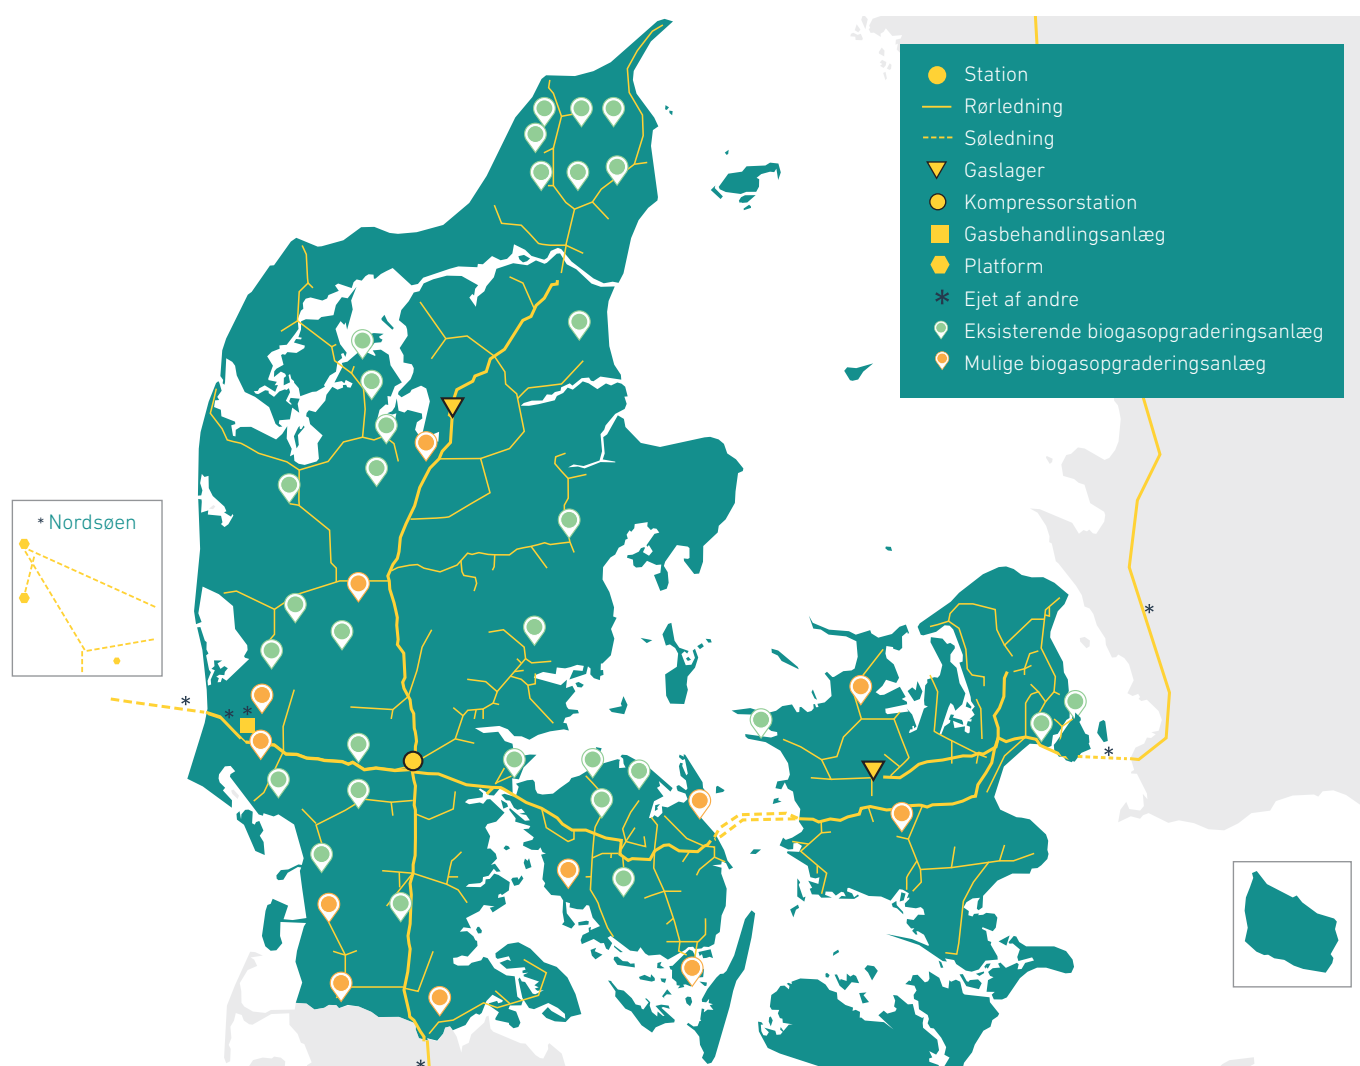 Station
Rørledning
Søledning
Gaslager
Kompressorstation
Gasbehandlingsanlæg
Platform
* Ejet af andre
Eksisterende biogasopgraderingsanlæg
Mulige biogasopgraderingsanlæg
* Nordsøen